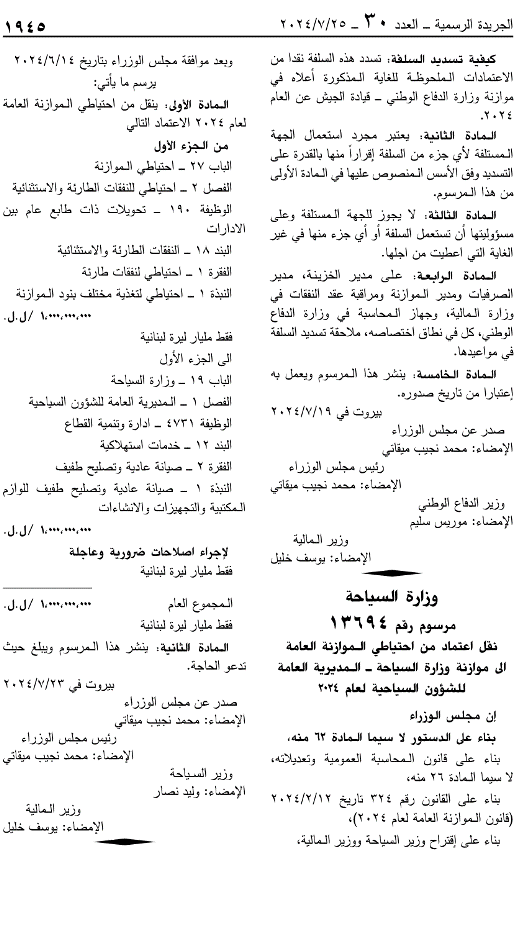 الجريدة الرسمية ــ العدد ٣٠ ــ ٢٠٢٤/٧/٢٥
١٩٤٥
كيفية تسديد السلفة: تسدد هذه السلفة نقدا من
الاعتمادات الملحوظة للغاية المذكورة أعلاه في
موازنة وزارة الدفاع الوطني ــ قيادة الجيش عن العام
٢٠٢٤.
المادة الثانية: يعتبر مجرد استعمال الجهة
المستلفة لأي جزء من السلفة إقراراً منها بالقدرة على
التسديد وفق الأسس المنصوص عليها في المادة الأولى
من هذا المرسوم.
المادة الثالثة: لا يجوز للجهة المستلفة وعلى
مسؤوليتها أن تستعمل السلفة أو أي جزء منها في غير
الغاية التي اعطيت من اجلها.
المادة الرابعة: على مدير الخزينة، مدير
الصرفيات ومدير الموازنة ومراقبة عقد النفقات في
وزارة المالية، وجهاز المحاسبة في وزارة الدفاع
الوطني، كل في نطاق اختصاصه، ملاحقة تسديد السلفة
في مواعيدها.
المادة الخامسة: ينشر هذا المرسوم ويعمل به
إعتبارا من تاريخ صدوره.
بيروت في ٢٠٢٤/٧/١٩
صدر عن مجلس الوزراء
الإمضاء: محمد نجيب ميقاتي
رئيس مجلس الوزراء
الإمضاء: محمد نجيب ميقاتي
وزير الدفاع الوطني
الإمضاء: موريس سليم
وزير المالية
الإمضاء: يوسف خليل
وزارة السياحة
مرسوم رقم ١٣٦٩٤
نقل اعتماد من احتياطي الموازنة العامة
الى موازنة وزارة السياحة ــ المديرية العامة
للشؤون السياحية لعام ٢٠٢٤
إن مجلس الوزراء
بناء على الدستور لا سيما المادة ٦٢ منه،
بناء على قانون المحاسبة العمومية وتعديلاته،
لا سيما المادة ٢٦ منه،
بناء على القانون رقم ٣٢٤ تاريخ ٢٠٢٤/٢/١٢
(قانون الموازنة العامة لعام ٢٠٢٤)،
بناء على إقتراح وزير السياحة ووزير المالية،
وبعد موافقة مجلس الوزراء بتاريخ ٢٠٢٤/٦/١٤
يرسم ما يأتي:
المادة الأولى: ينقل من احتياطي الموازنة العامة
لعام ٢٠٢٤ الاعتماد التالي
من الجزء الأول
الباب ٢٧ ــ احتياطي الموازنة
الفصل ٢ ــ احتياطي للنفقات الطارئة والاستثنائية
الوظيفة ١٩٠ ــ تحويلات ذات طابع عام بين
الادارات
البند ١٨ ــ النفقات الطارئة والاستثنائية
الفقرة ١ ــ احتياطي لنفقات طارئة
النبذة ١ ــ احتياطي لتغذية مختلف بنود الموازنة
١،٠٠٠،٠٠٠،٠٠٠ /ل.ل.
فقط مليار ليرة لبنانية
الى الجزء الأول
الباب ١٩ ــ وزارة السياحة
الفصل ١ ــ المديرية العامة للشؤون السياحية
الوظيفة ٤٧٣١ ــ ادارة وتنمية القطاع
البند ١٢ ــ خدمات استهلاكية
الفقرة ٢ ــ صيانة عادية وتصليح طفيف
النبذة ١ ــ صيانة عادية وتصليح طفيف للوازم
المكتبية والتجهيزات والانشاءات
١،٠٠٠،٠٠٠،٠٠٠ /ل.ل.
لإجراء اصلاحات ضرورية وعاجلة
فقط مليار ليرة لبنانية
المجموع العام ١،٠٠٠،٠٠٠،٠٠٠ /ل.ل.
فقط مليار ليرة لبنانية
المادة الثانية: ينشر هذا المرسوم ويبلغ حيث
تدعو الحاجة.
بيروت في ٢٠٢٤/٧/٢٣
صدر عن مجلس الوزراء
الإمضاء: محمد نجيب ميقاتي
رئيس مجلس الوزراء
الإمضاء: محمد نجيب ميقاتي
وزير السياحة
الإمضاء: وليد نصار
وزير المالية
الإمضاء: يوسف خليل